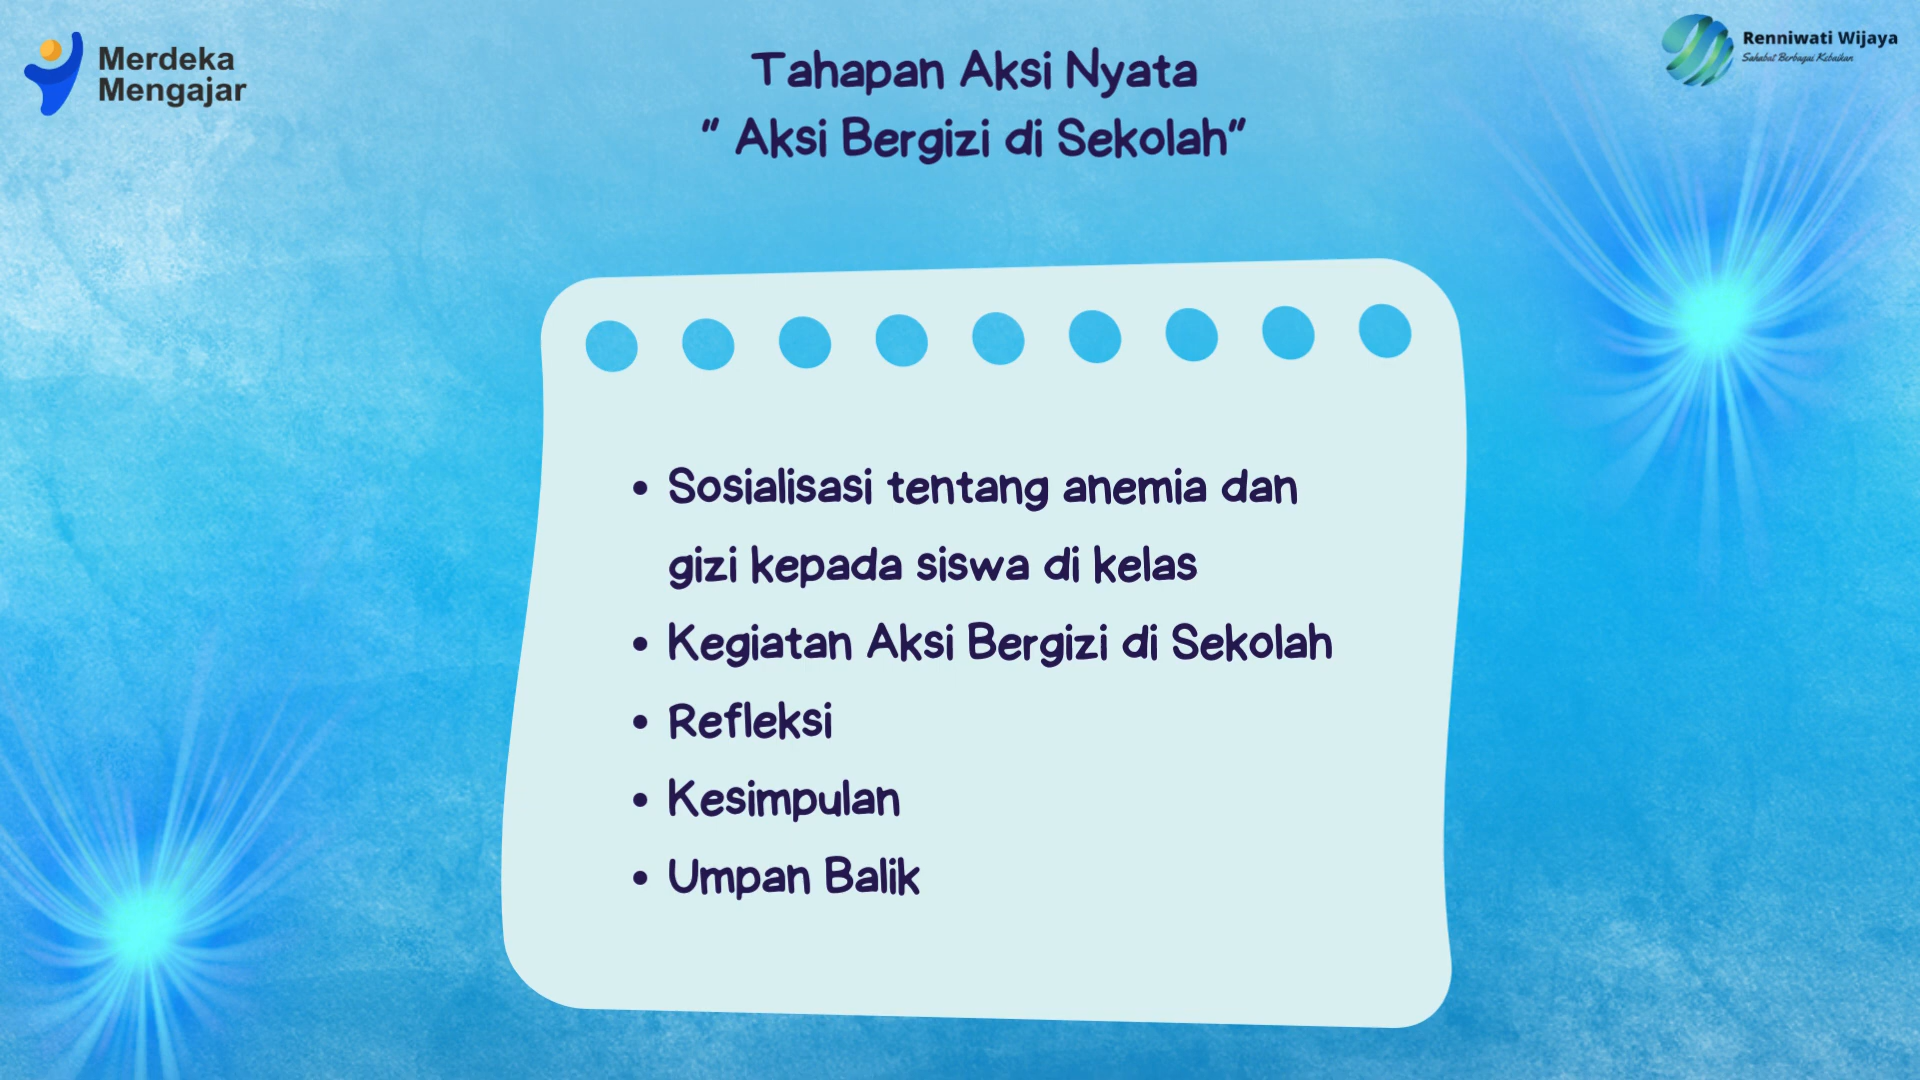 Merdeka
Mengajar
Renniwati Wijaya
Sahabat Berbagai Kebaikan
Tahapan Aksi Nyata
“ Aksi Bergizi di Sekolah”
• Sosialisasi tentang anemia dan
gizi kepada siswa di kelas
• Kegiatan Aksi Bergizi di Sekolah
• Refleksi
• Kesimpulan
• Umpan Balik